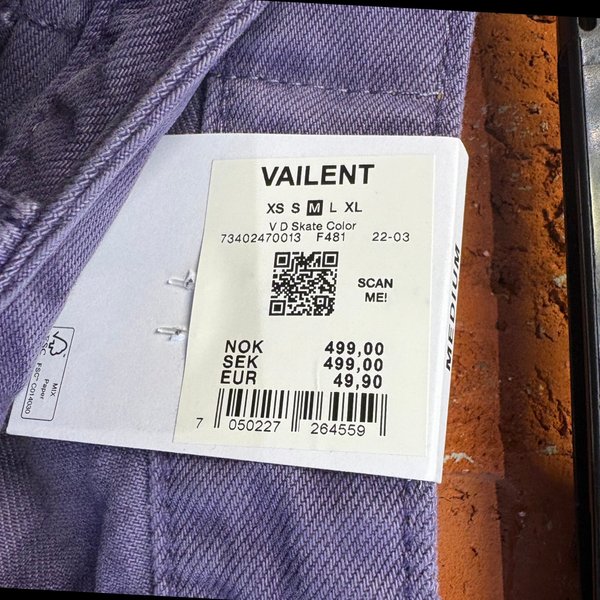 VAILENT
XS S M L XL
V D Skate Color
73402470013 F481 22-03
SCAN
ME!
NOK 499,00
SEK 499,00
EUR 49,90
7 050227 264559
MEDIUM
MIX
Paper
FSC® C014030